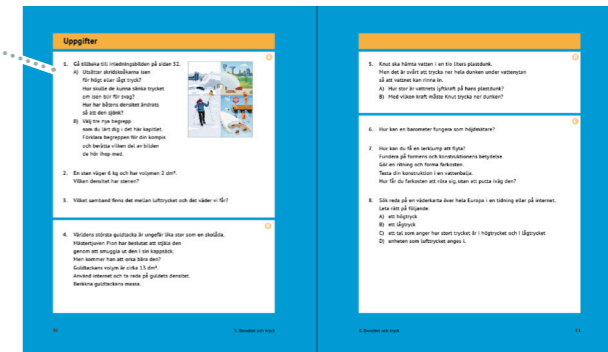 Uppgifter
1. Gå tillbaka till inledningsbilden på sidan 52.
A) Utsätter skridskoåkarna isen
för högt eller lågt tryck?
Hur skulle de kunna sänka trycket
om isen blir för svag?
Hur har båtens densitet ändrats
så att den sjönk?
B) Välj tre nya begrepp
som du lärt dig i det här kapitlet.
Förklara begreppen för din kompis
och berätta vilken del av bilden
de hör ihop med.
2. En sten väger 6 kg och har volymen 2 dm³.
Vilken densitet har stenen?
3. Vilket samband finns det mellan lufttrycket och det väder vi får?
4. Världens största guldtacka är ungefär lika stor som en skolåda.
Mästertjuven Pion har beslutat att stjäla den
genom att smuggla ut den i sin kappsäck.
Men kommer han att orka bära den?
Guldtackans volym är cirka 13 dm³.
Använd internet och ta reda på guldets densitet.
Beräkna guldtackans massa.
5. Knut ska hämta vatten i en tio liters plastdunk.
Men det är svårt att trycka ner hela dunken under vattenytan
så att vattnet kan rinna in.
A) Hur stor är vattnets lyftkraft på hans plastdunk?
B) Med vilken kraft måste Knut trycka ner dunken?
6. Hur kan en barometer fungera som höjdmätare?
7. Hur kan du få en lerklump att flyta?
Fundera på formens och konstruktionens betydelse.
Gör en ritning och forma farkosten.
Testa din konstruktion i en vattenbalja.
Hur får du farkosten att röra sig, utan att putta iväg den?
8. Sök reda på en väderkarta över hela Europa i en tidning eller på internet.
Leta rätt på följande:
A) ett högtryck
B) ett lågtryck
C) ett tal som anger hur stort trycket är i högtrycket och i lågtrycket
D) enheten som lufttrycket anges i.